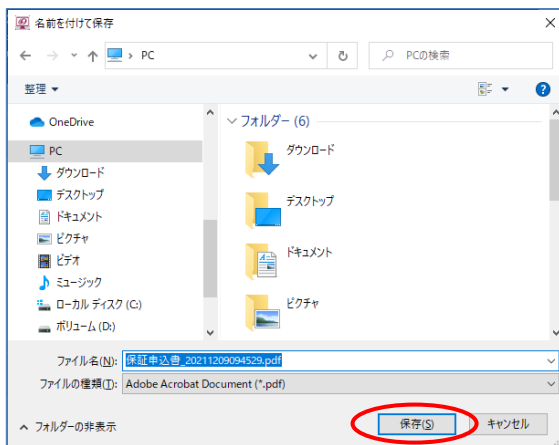 名前を付けて保存
PC
PCの検索
整理
OneDrive
PC
ダウンロード
デスクトップ
ドキュメント
ピクチャ
ビデオ
ミュージック
ローカル ディスク (C:)
ボリューム (D:)
フォルダー (6)
ダウンロード
デスクトップ
ドキュメント
ピクチャ
ファイル名(N): 保証申込書_20211209094529.pdf
ファイルの種類(T): Adobe Acrobat Document (*.pdf)
フォルダーの非表示
保存(S)
キャンセル